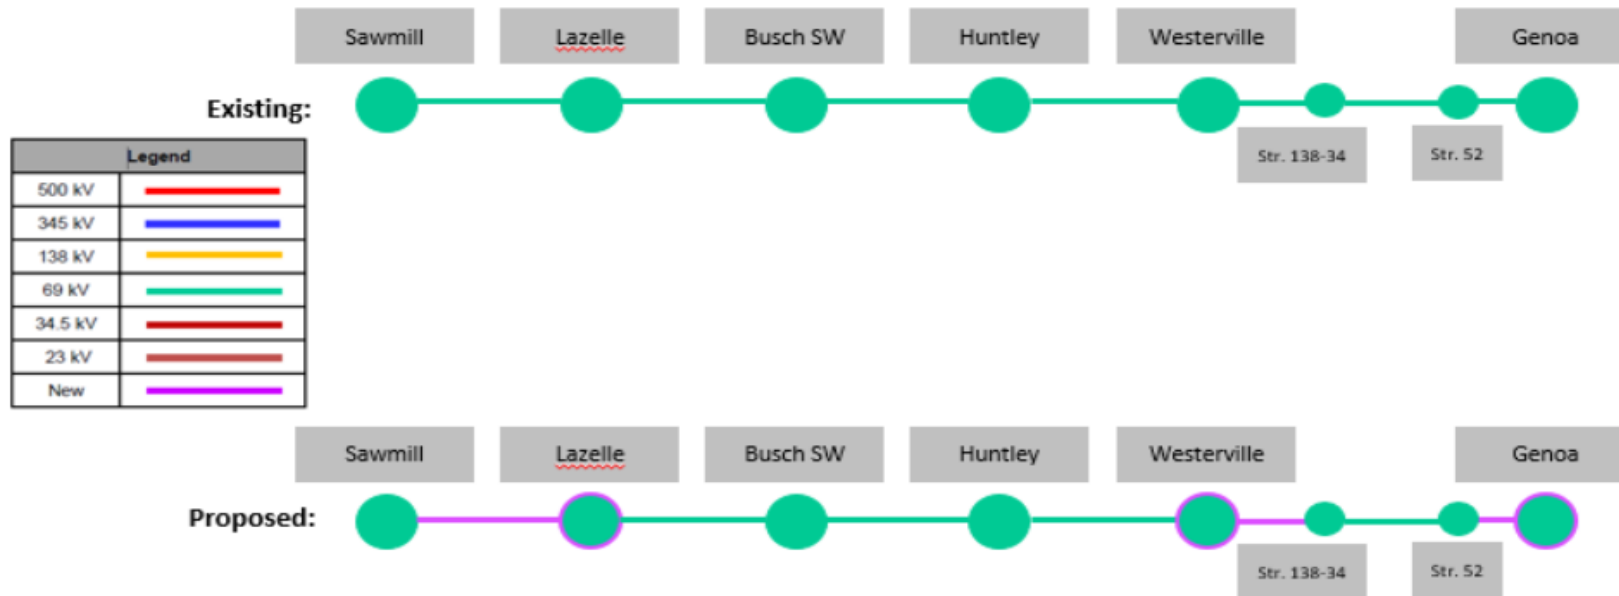 Sawmill
Lazelle
Busch SW
Huntley
Westerville
Genoa
Existing:
Str. 138-34
Str. 52
Legend
500 kV
345 kV
138 kV
69 kV
34.5 kV
23 kV
New
Sawmill
Lazelle
Busch SW
Huntley
Westerville
Genoa
Proposed:
Str. 138-34
Str. 52